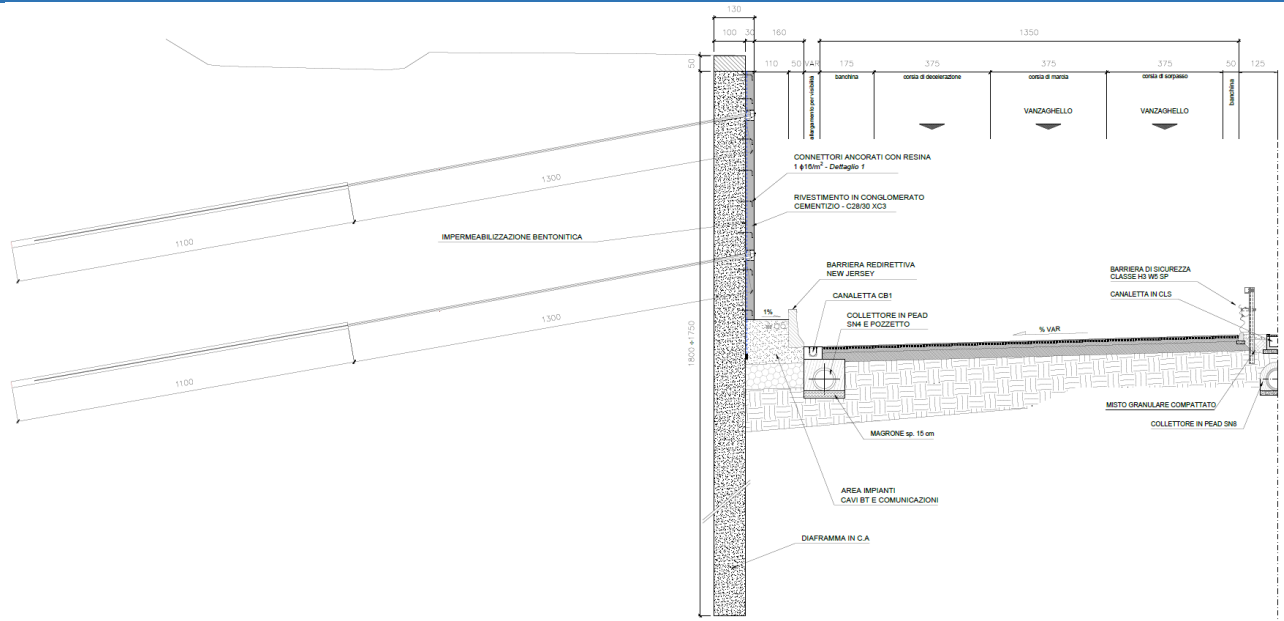 130
1350
100 30 160
50
110 50 VAR 175 375 375 375 50 125
banchina
corsia di decelerazione
corsia di marcia
corsia di sorpasso
allargamento per visibilità
banchina
VANZAGHELLO
VANZAGHELLO
CONNETTORI ANCORATI CON RESINA
1 ϕ16/m² - Dettaglio 1
1300
RIVESTIMENTO IN CONGLOMERATO
CEMENTIZIO - C28/30 XC3
1100
IMPERMEABILIZZAZIONE BENTONITICA
BARRIERA REDIRETTIVA
NEW JERSEY
BARRIERA DI SICUREZZA
CLASSE H3 W5 SP
CANALETTA CB1
CANALETTA IN CLS
1300
1%
COLLETTORE IN PEAD
SN4 E POZZETTO
% VAR
1800 ÷1750
1100
MISTO GRANULARE COMPATTATO
COLLETTORE IN PEAD SN8
MAGRONE sp. 15 cm
AREA IMPIANTI
CAVI BT E COMUNICAZIONI
DIAFRAMMA IN C.A